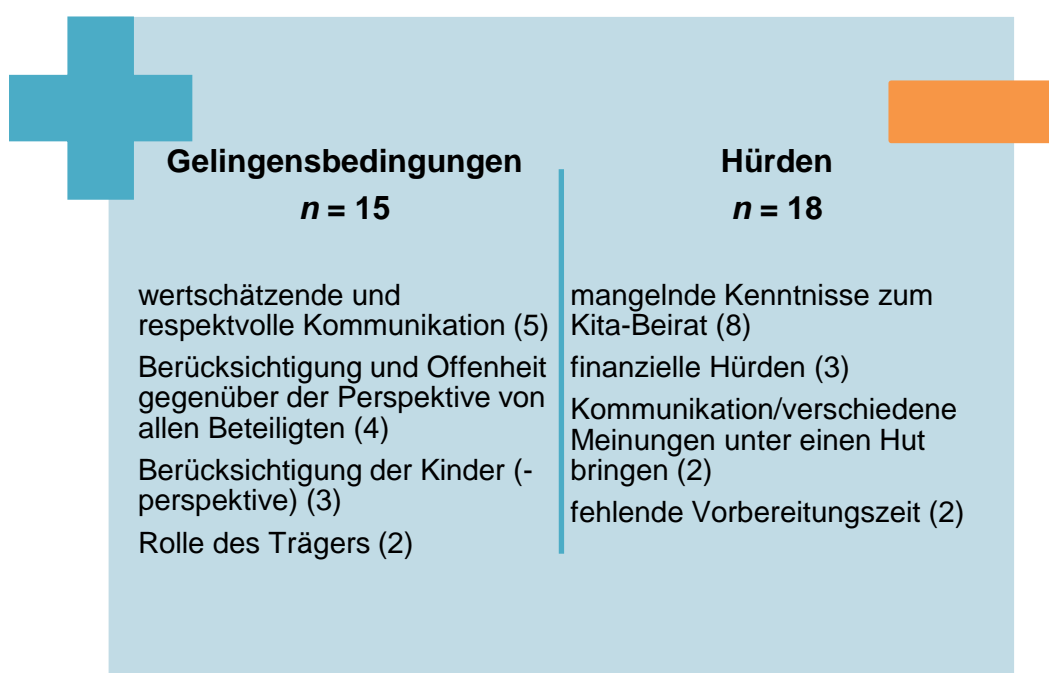 Gelingensbedingungen
n = 15
wertschätzende und
respektvolle Kommunikation (5)
Berücksichtigung und Offenheit
gegenüber der Perspektive von
allen Beteiligten (4)
Berücksichtigung der Kinder (-
perspektive) (3)
Rolle des Trägers (2)
Hürden
n = 18
mangelnde Kenntnisse zum
Kita-Beirat (8)
finanzielle Hürden (3)
Kommunikation/verschiedene
Meinungen unter einen Hut
bringen (2)
fehlende Vorbereitungszeit (2)